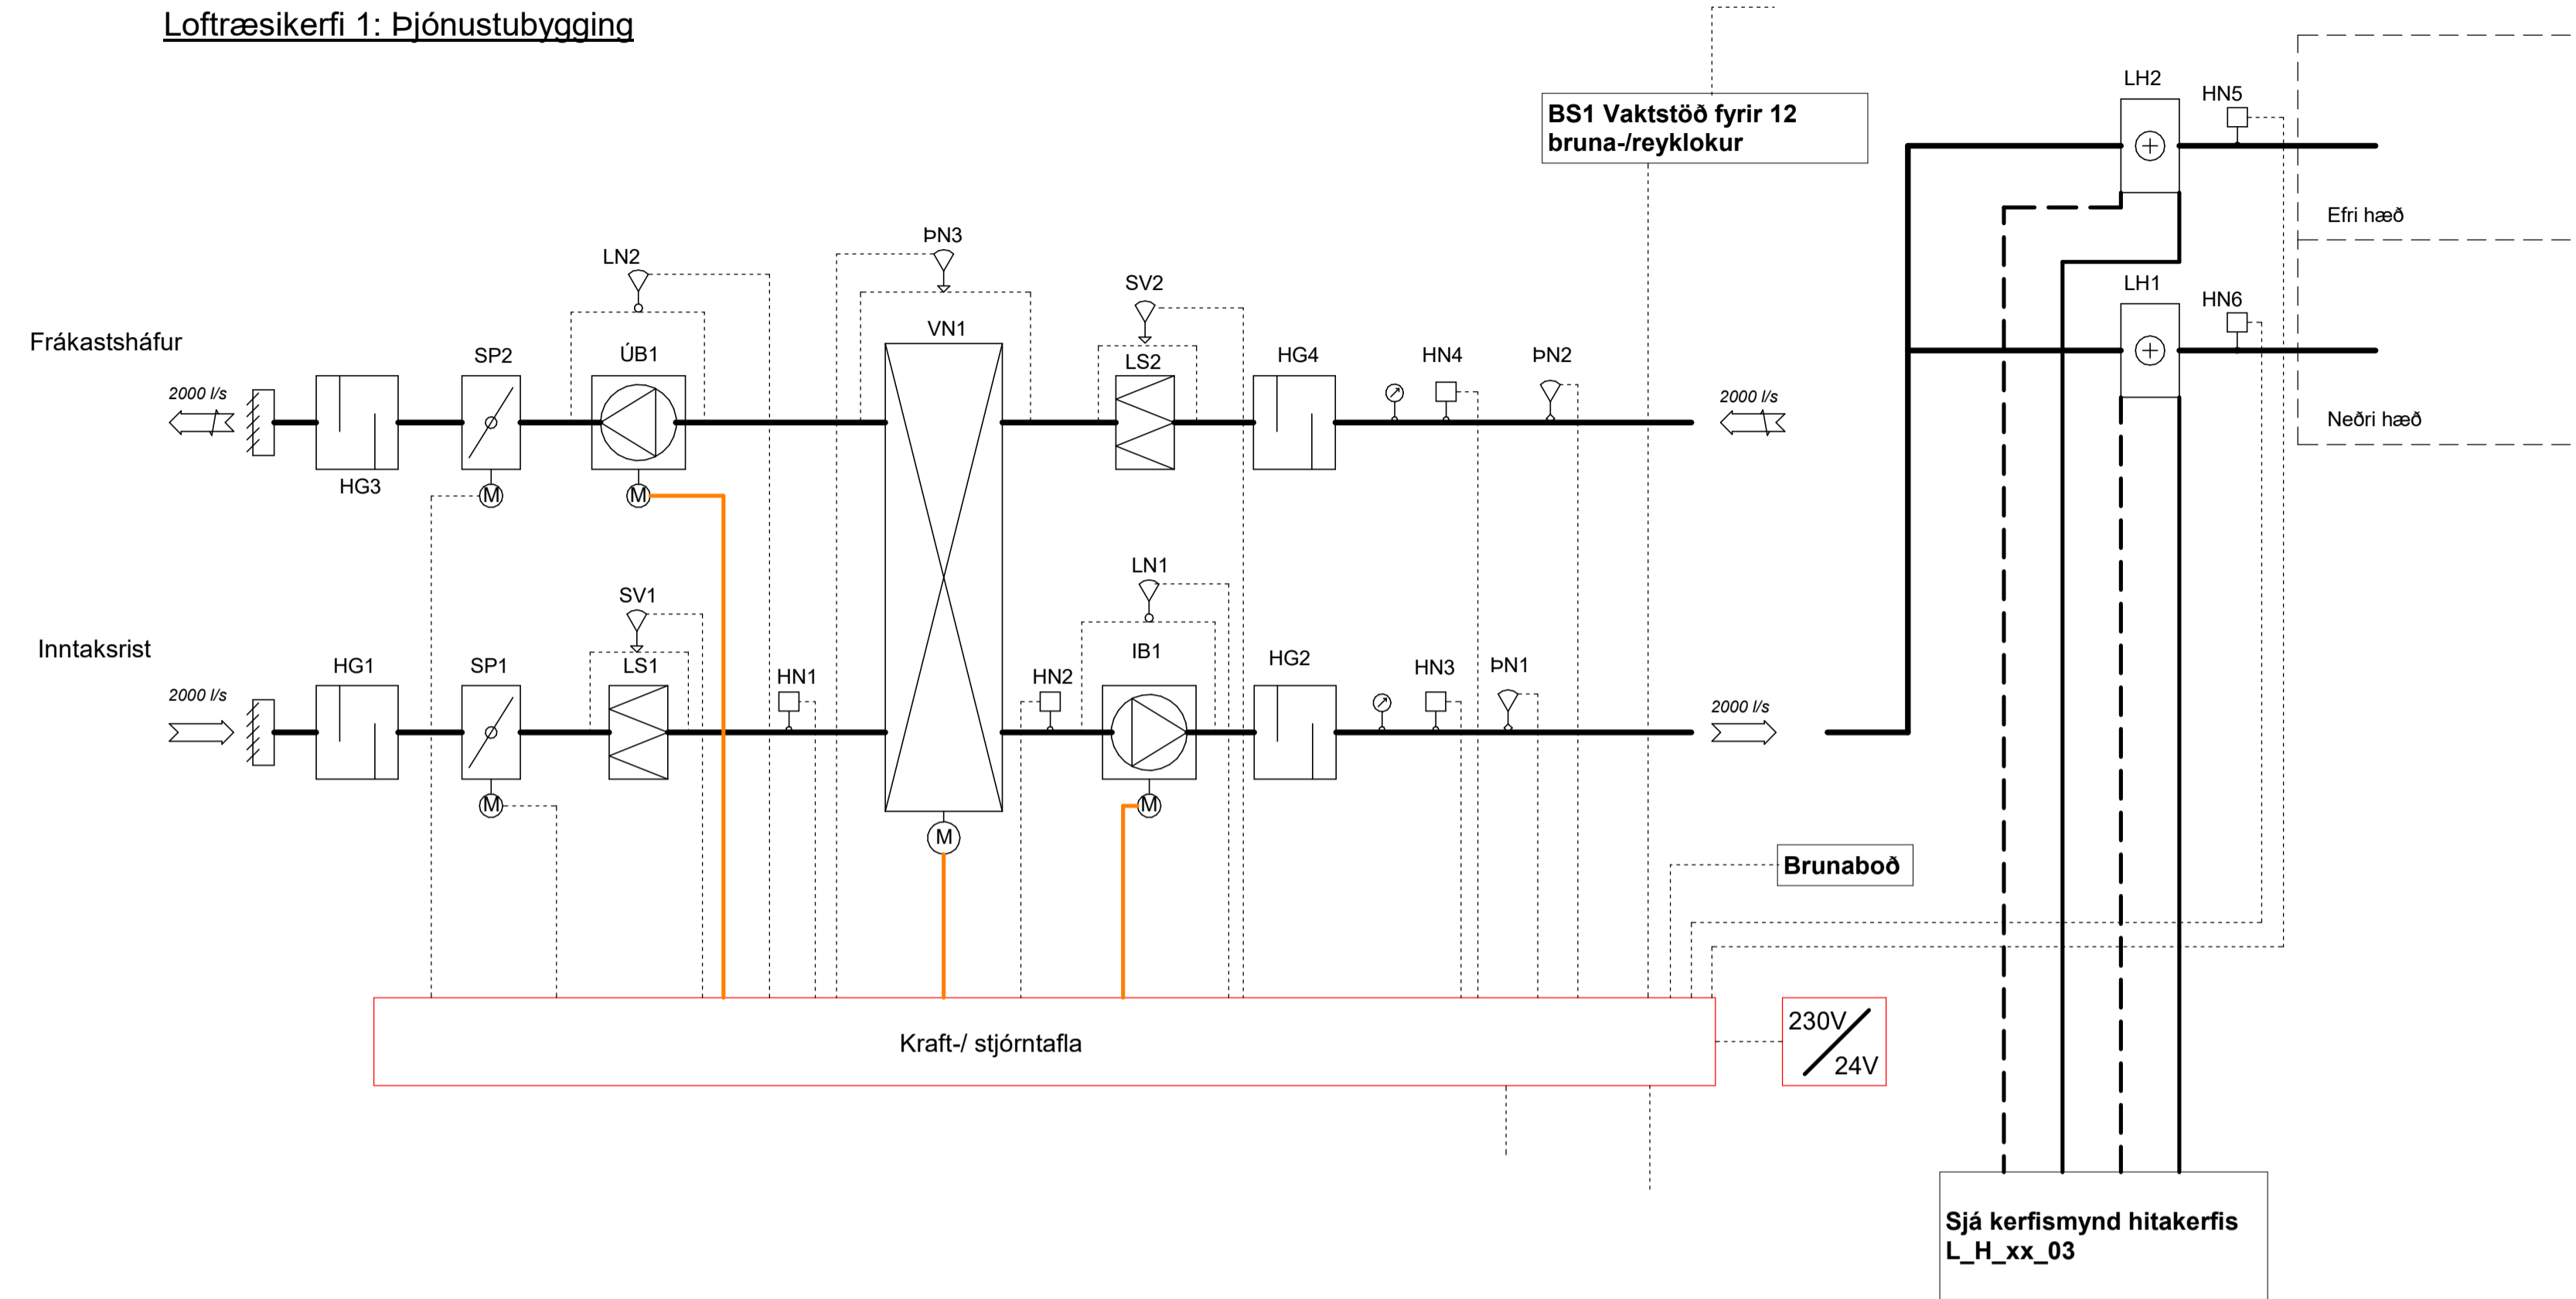 Loftræsikerfi 1: Þjónustubygging
BS1 Vaktstöð fyrir 12
bruna-/reyklokur
LH2
HN5
Efri hæð
LH1
HN6
Neðri hæð
LN2
ÞN3
SV2
Frákastsháfur
2000 l/s
HG3
SP2
M
ÚB1
M
VN1
LS2
HG4
HN4
ÞN2
2000 l/s
Inntaksrist
2000 l/s
HG1
SP1
M
SV1
LS1
HN1
M
HN2
LN1
IB1
M
HG2
HN3
ÞN1
2000 l/s
Brunaboð
Kraft-/ stjórntafla
230V
24V
Sjá kerfismynd hitakerfis
L_H_xx_03